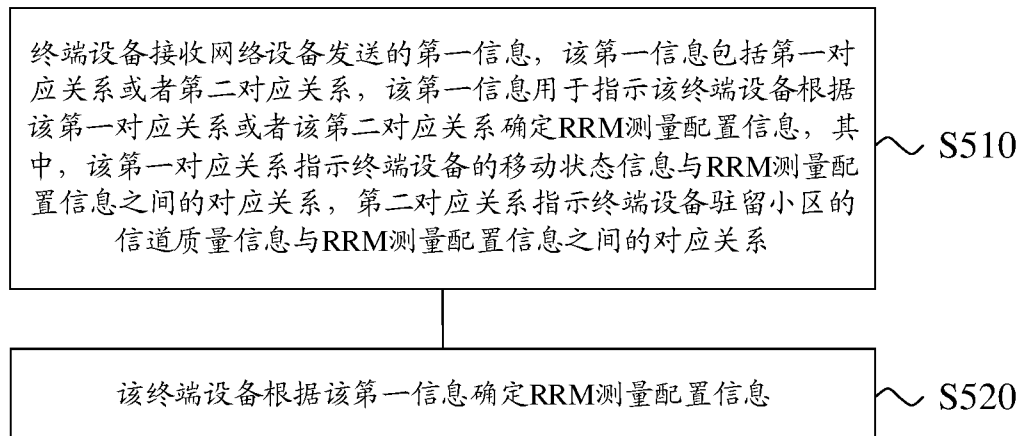 终端设备接收网络设备发送的第一信息，该第一信息包括第一对
应关系或者第二对应关系，该第一信息用于指示该终端设备根据
该第一对应关系或者该第二对应关系确定RRM测量配置信息，其
中，该第一对应关系指示终端设备的移动状态信息与RRM测量配
置信息之间的对应关系，第二对应关系指示终端设备驻留小区的
信道质量信息与RRM测量配置信息之间的对应关系
S510
该终端设备根据该第一信息确定RRM测量配置信息
S520